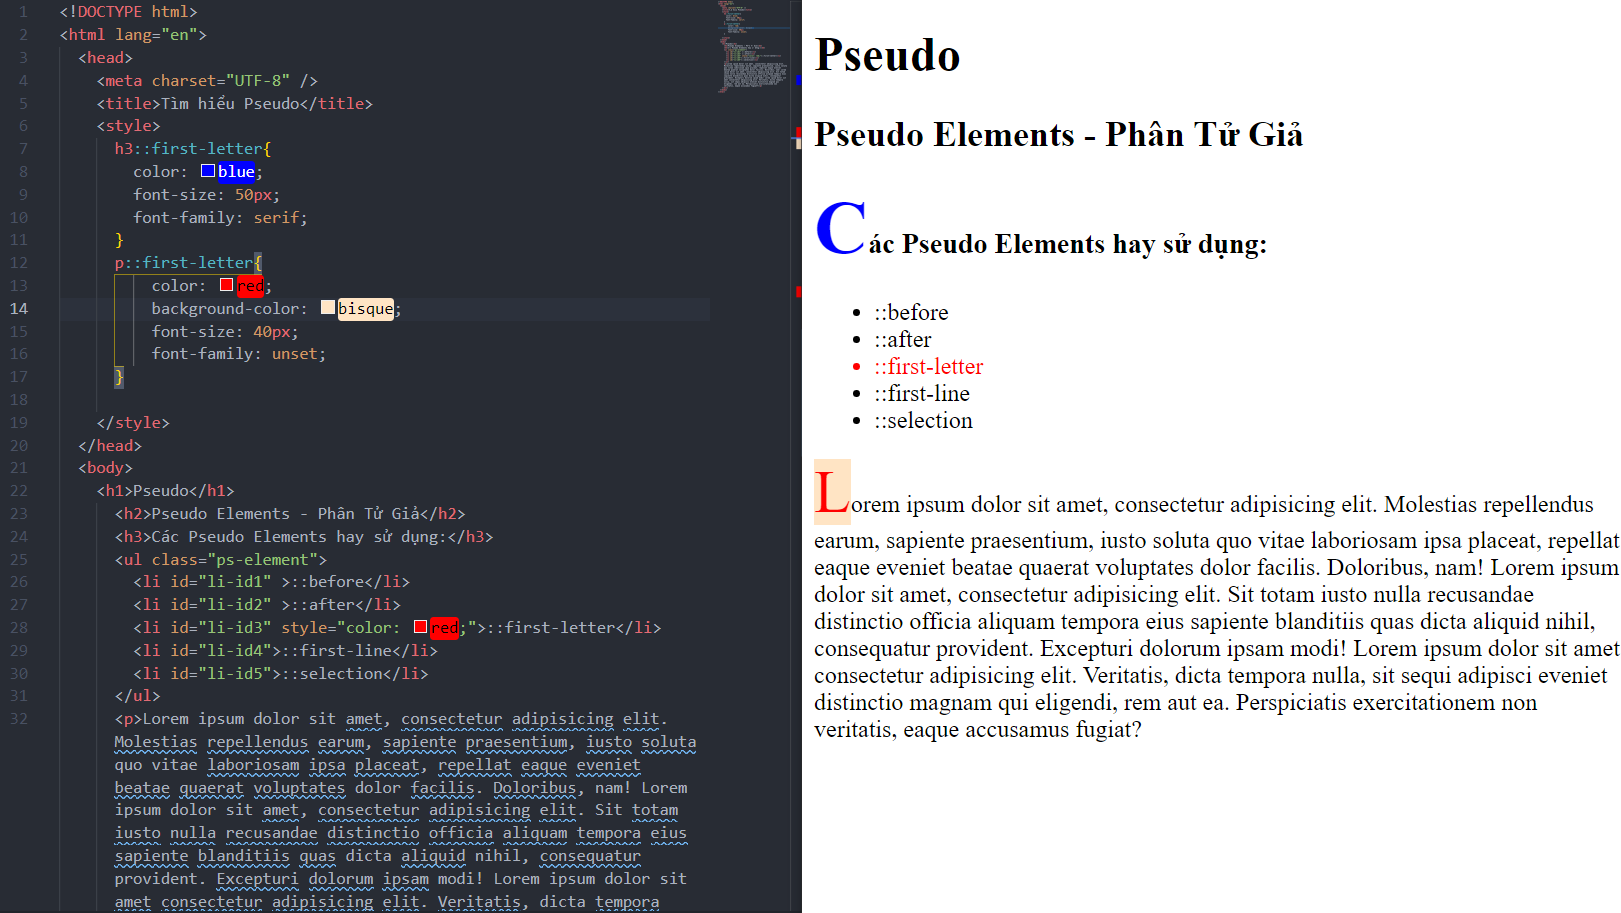 1 <!DOCTYPE html>
2 <html lang="en">
3 <head>
4 <meta charset="UTF-8" />
5 <title>Tìm hiểu Pseudo</title>
6 <style>
7 h3::first-letter{
8 color: blue;
9 font-size: 50px;
10 font-family: serif;
11 }
12 p::first-letter{
13 color: red;
14 background-color: bisque;
15 font-size: 40px;
16 font-family: unset;
17 }
18
19 </style>
20 </head>
21 <body>
22 <h1>Pseudo</h1>
23 <h2>Pseudo Elements - Phân Tử Giả</h2>
24 <h3>Các Pseudo Elements hay sử dụng:</h3>
25 <ul class="ps-element">
26 <li id="li-id1" >::before</li>
27 <li id="li-id2" >::after</li>
28 <li id="li-id3" style="color: red;">::first-letter</li>
29 <li id="li-id4">::first-line</li>
30 <li id="li-id5">::selection</li>
31 </ul>
32 <p>Lorem ipsum dolor sit amet, consectetur adipisicing elit.
Molestias repellendus earum, sapiente praesentium, iusto soluta
quo vitae laboriosam ipsa placeat, repellat eaque eveniet
beatae quaerat voluptates dolor facilis. Doloribus, nam! Lorem
ipsum dolor sit amet, consectetur adipisicing elit. Sit totam
iusto nulla recusandae distinctio officia aliquam tempora eius
sapiente blanditiis quas dicta aliquid nihil, consequatur
provident. Excepturi dolorum ipsam modi! Lorem ipsum dolor sit
amet consectetur adipisicing elit. Veritatis, dicta tempora
Pseudo
Pseudo Elements - Phân Tử Giả
Các Pseudo Elements hay sử dụng:
• ::before
• ::after
• ::first-letter
• ::first-line
• ::selection
Lorem ipsum dolor sit amet, consectetur adipisicing elit. Molestias repellendus
earum, sapiente praesentium, iusto soluta quo vitae laboriosam ipsa placeat, repellat
eaque eveniet beatae quaerat voluptates dolor facilis. Doloribus, nam! Lorem ipsum
dolor sit amet, consectetur adipisicing elit. Sit totam iusto nulla recusandae
distinctio officia aliquam tempora eius sapiente blanditiis quas dicta aliquid nihil,
consequatur provident. Excepturi dolorum ipsam modi! Lorem ipsum dolor sit amet
consectetur adipisicing elit. Veritatis, dicta tempora nulla, sit sequi adipisci eveniet
distinctio magnam qui eligendi, rem aut ea. Perspiciatis exercitationem non
veritatis, eaque accusamus fugiat?